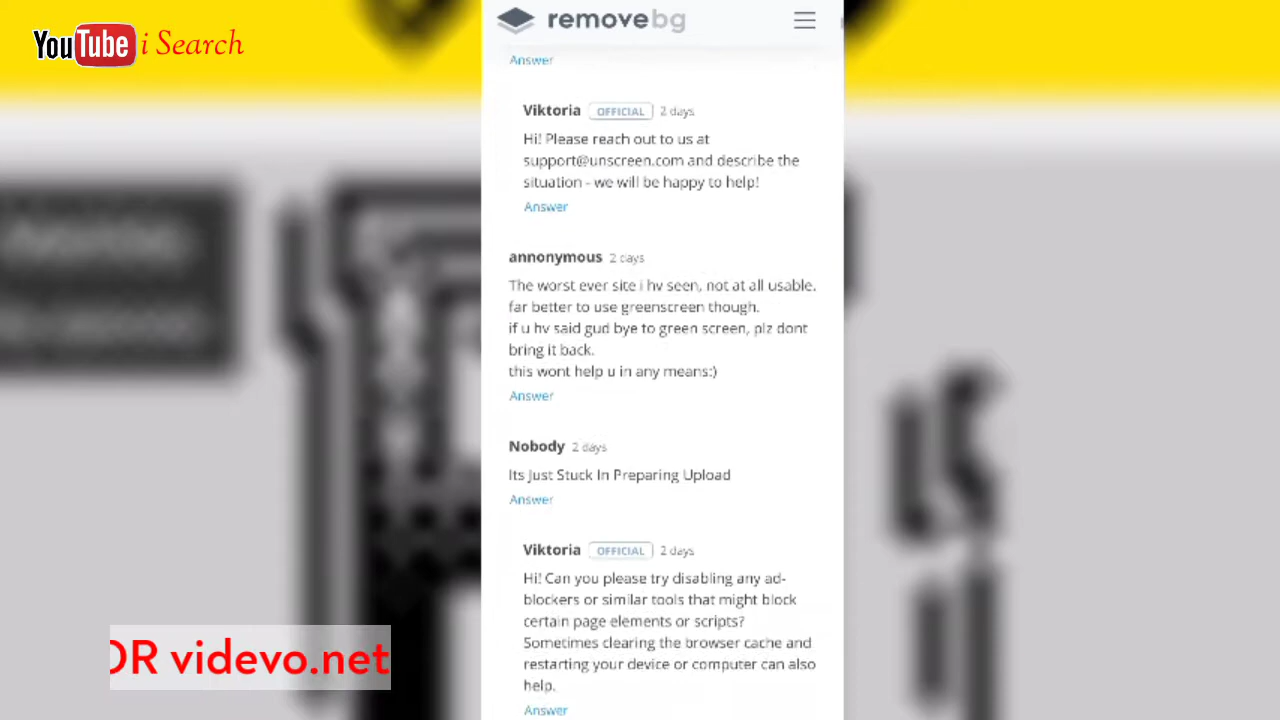 YouTube i Search
removebg
Answer
Viktoria OFFICIAL 2 days
Hi! Please reach out to us at
support@unscreen.com and describe the
situation - we will be happy to help!
Answer
annonymous 2 days
The worst ever site i hv seen, not at all usable.
far better to use greenscreen though.
if u hv said gud bye to green screen, plz dont
bring it back.
this wont help u in any means:)
Answer
Nobody 2 days
Its Just Stuck In Preparing Upload
Answer
Viktoria OFFICIAL 2 days
Hi! Can you please try disabling any ad-
blockers or similar tools that might block
certain page elements or scripts?
Sometimes clearing the browser cache and
restarting your device or computer can also
help.
Answer
OR videvo.net